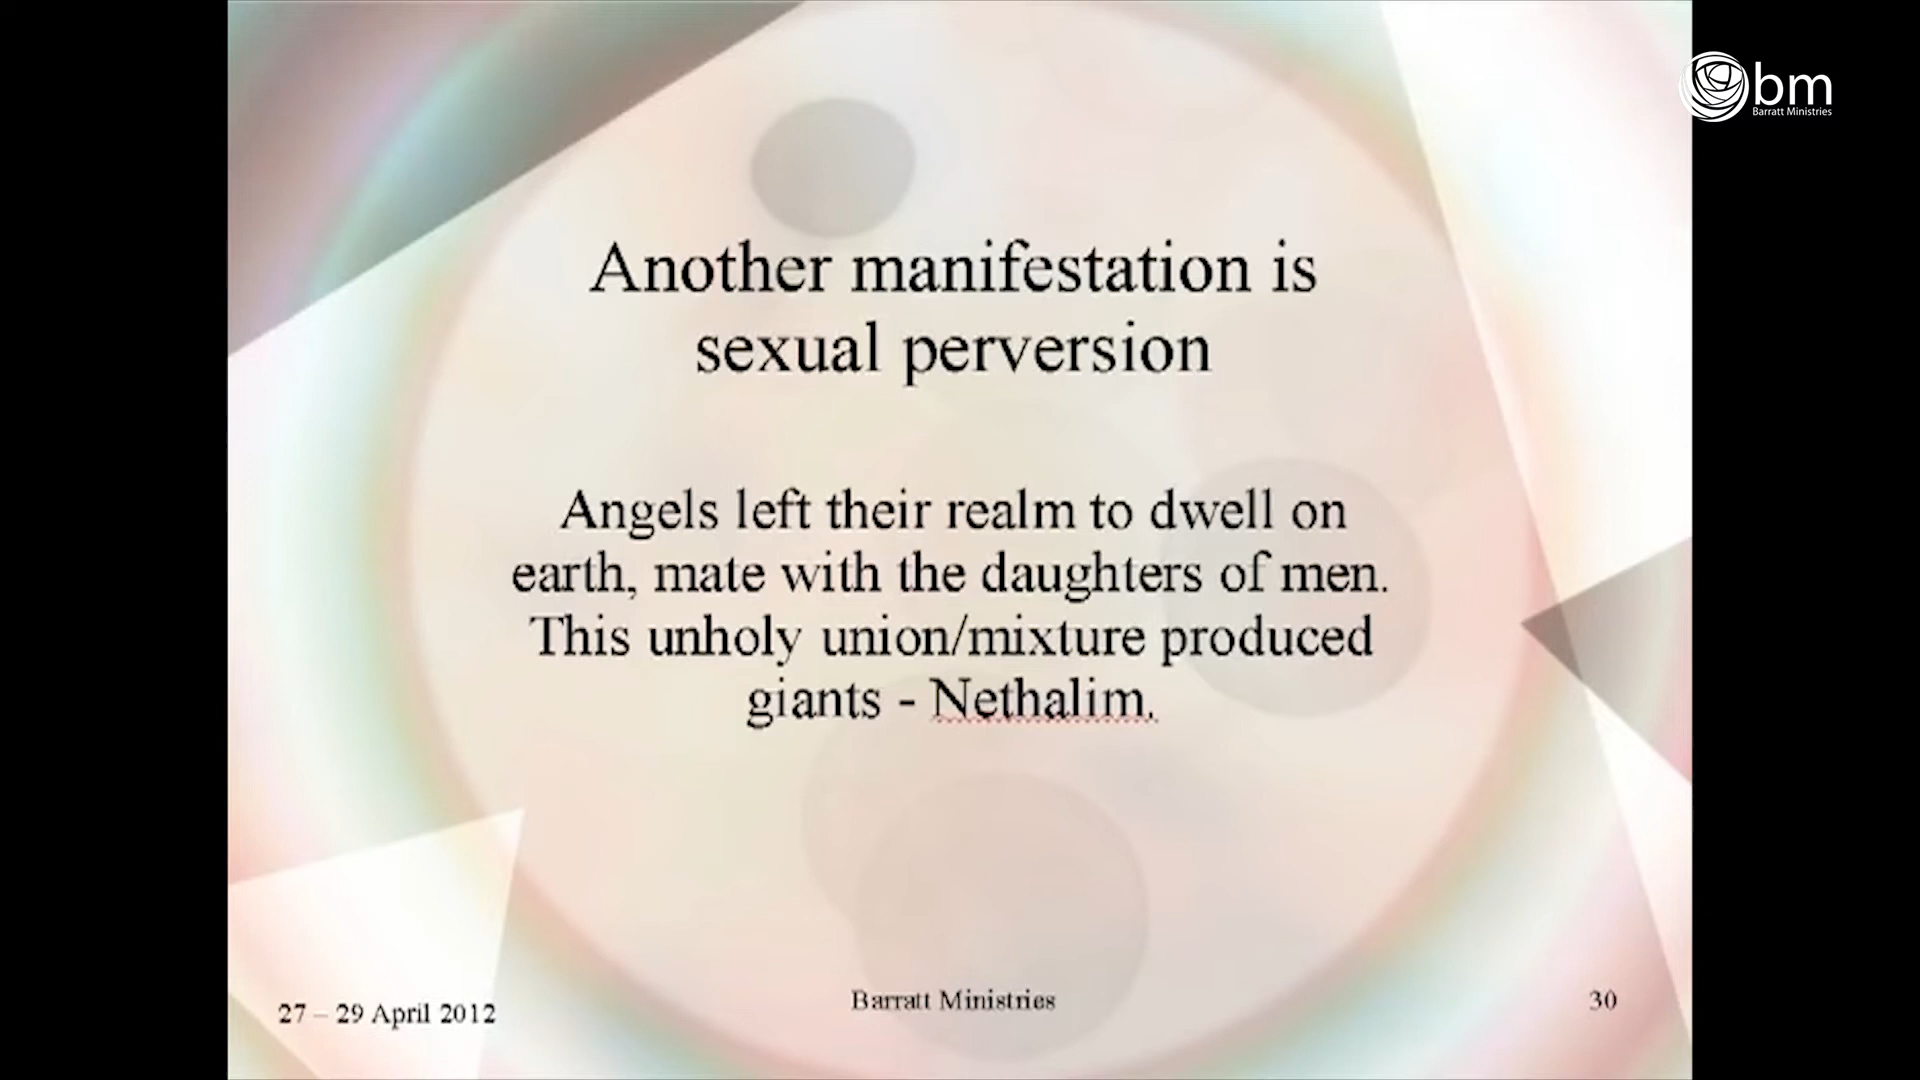 bm
Barratt Ministries
Another manifestation is
sexual perversion
Angels left their realm to dwell on
earth, mate with the daughters of men.
This unholy union/mixture produced
giants - Nethalim.
27 – 29 April 2012
Barratt Ministries
30